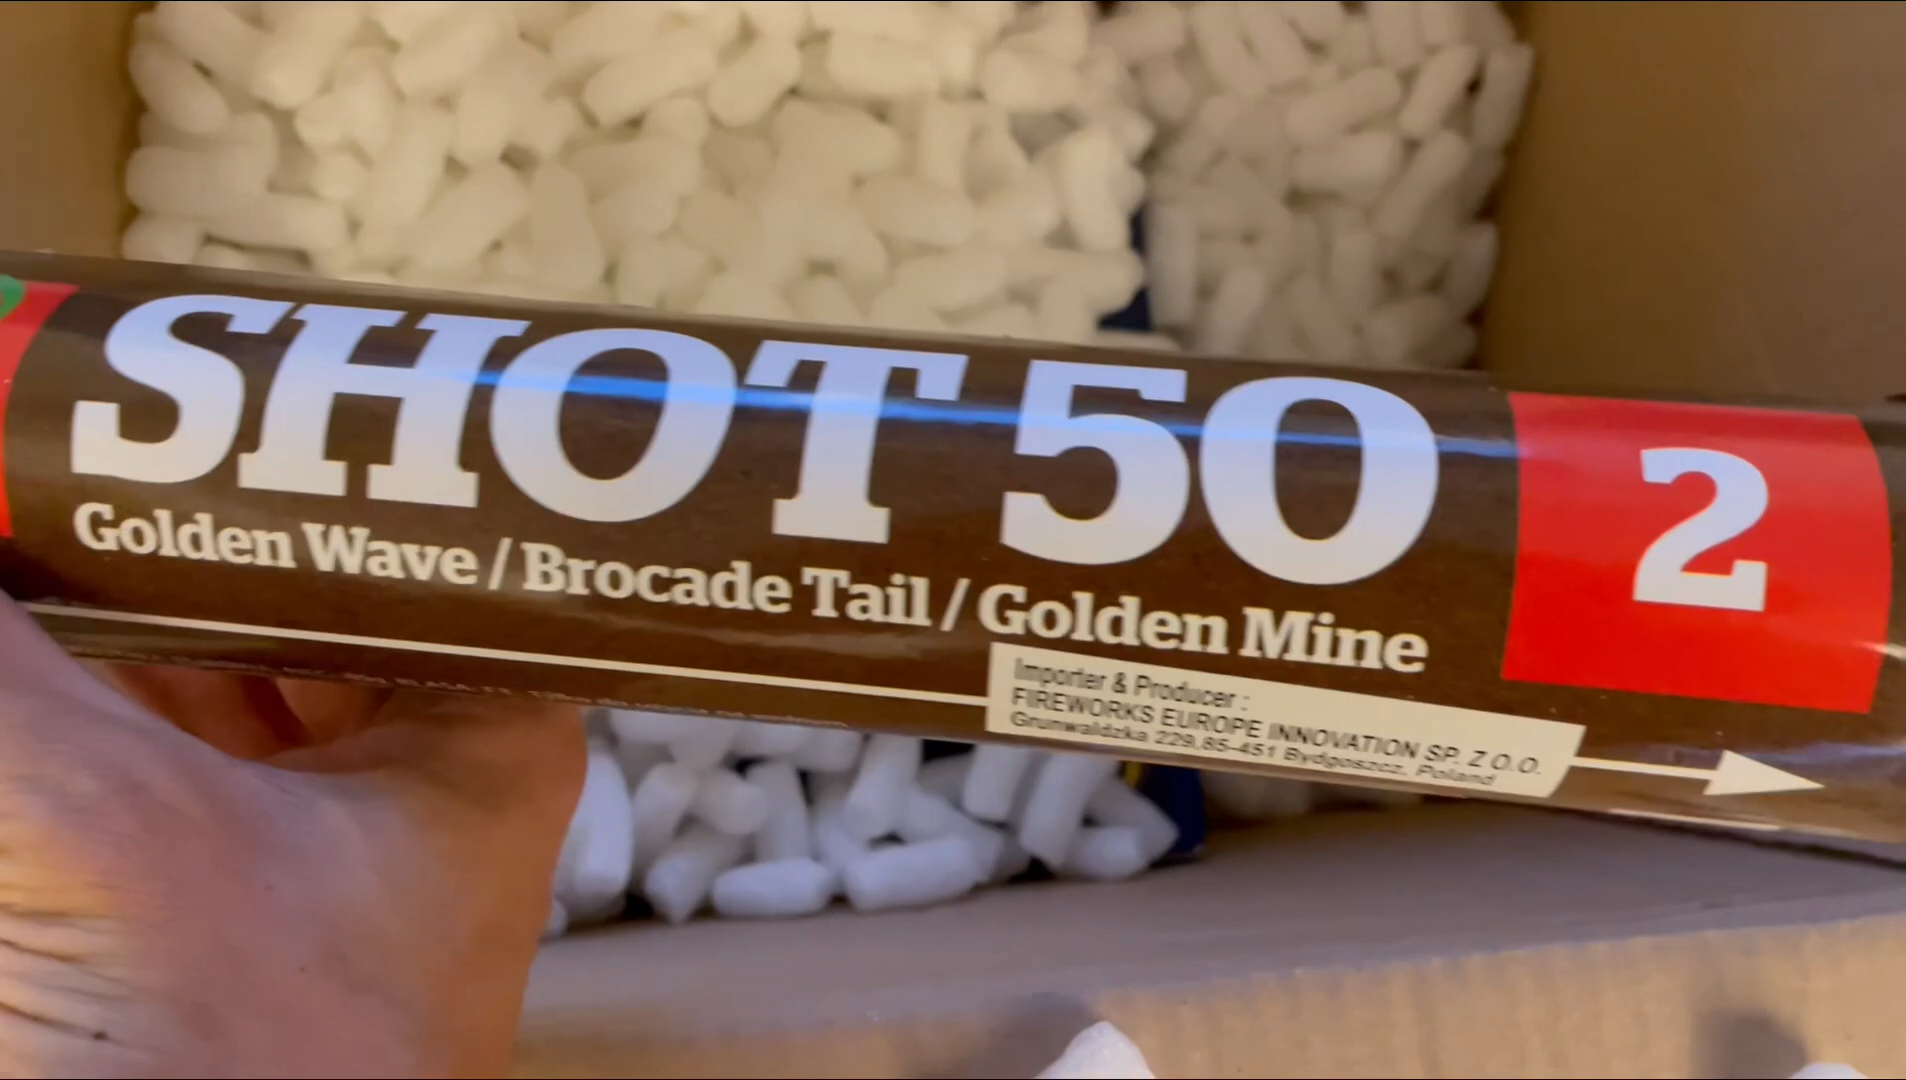 SHOT 50
2
Golden Wave / Brocade Tail / Golden Mine
Importer & Producer :
FIREWORKS EUROPE INNOVATION SP. Z O.O.
Grunwaldzka 229,85-451 Bydgoszcz, Poland